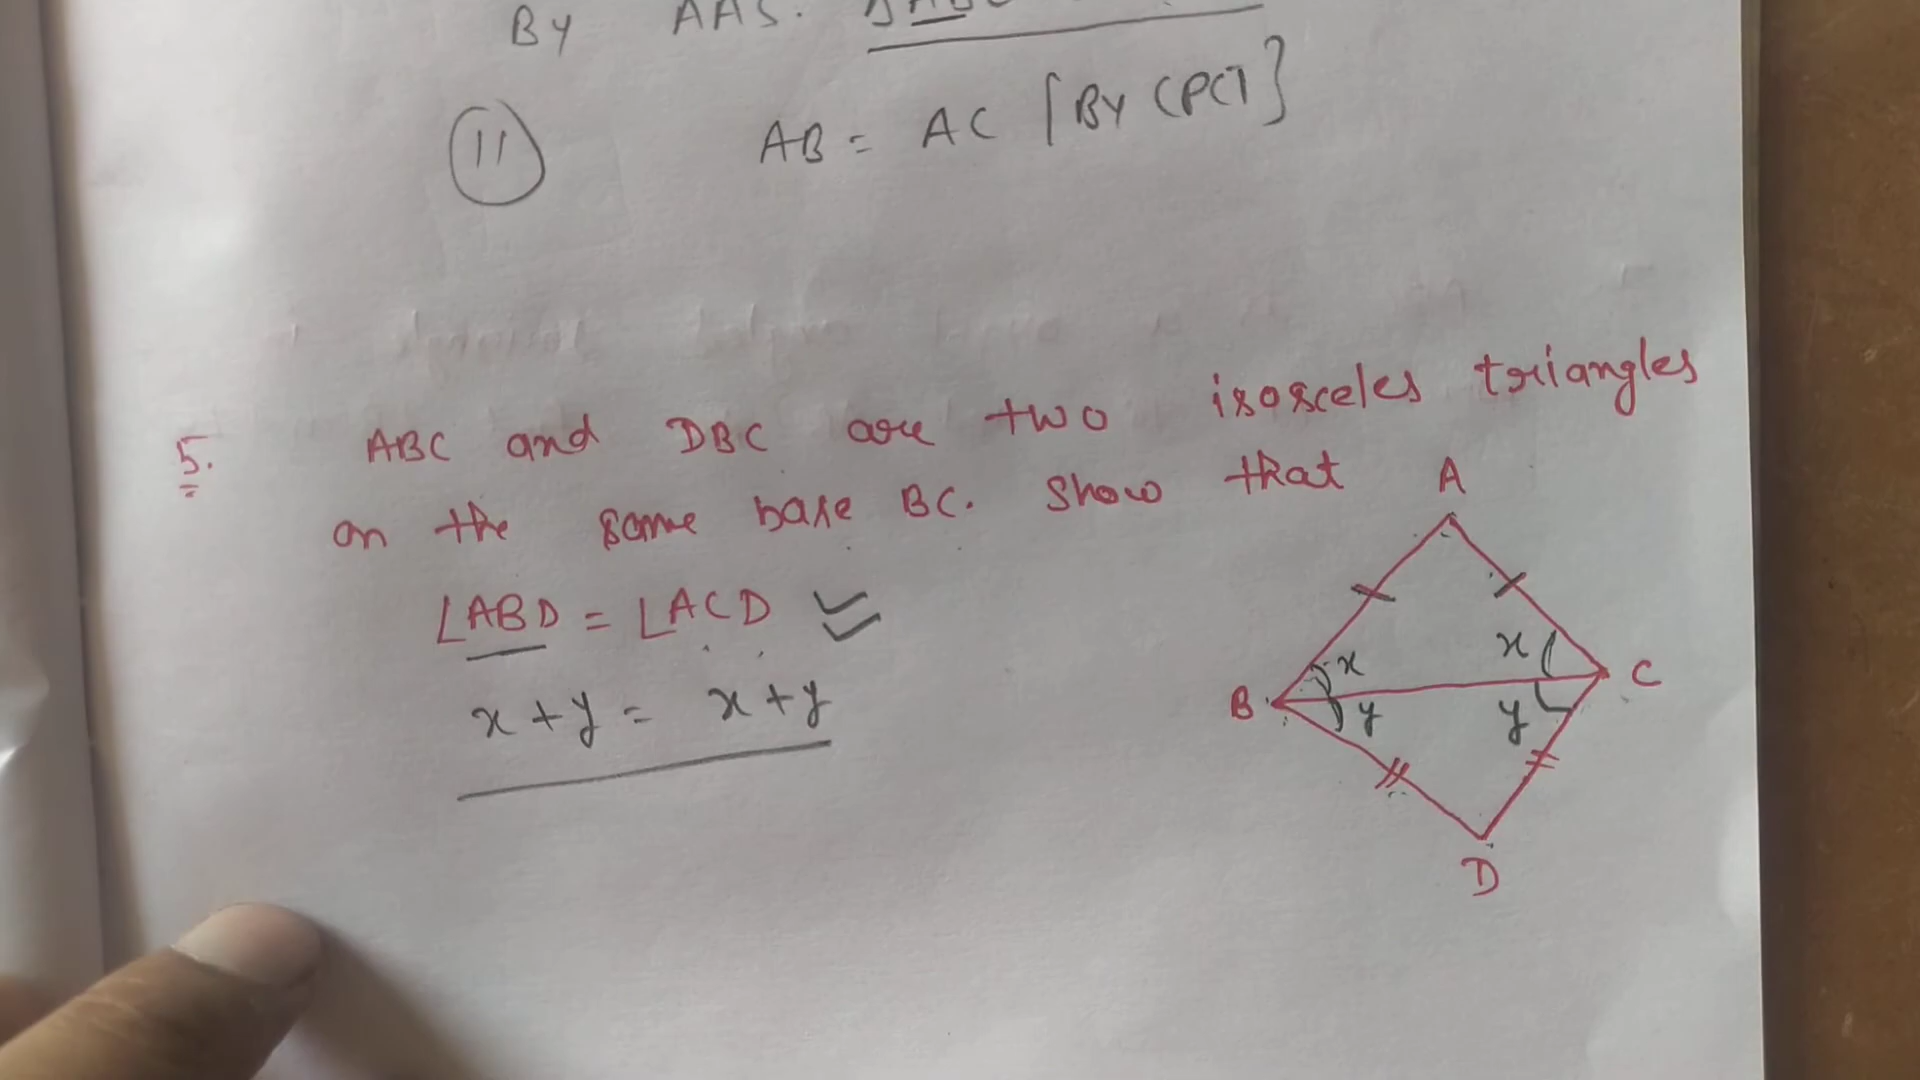 By AAS.
11 AB = AC [By CPCT]
5. ABC and DBC are two isosceles triangles
on the same base BC. Show that
∠ABD = ∠ACD
x + y = x + y
A
x x
B C
y y
D